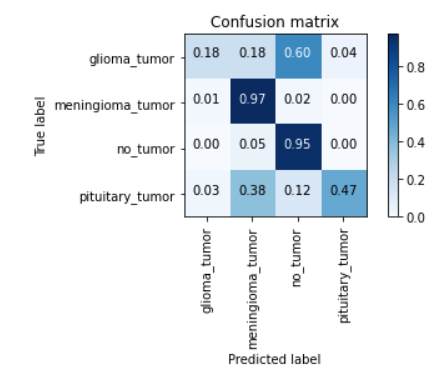 Confusion matrix
True label
glioma_tumor 0.18 0.18 0.60 0.04
meningioma_tumor 0.01 0.97 0.02 0.00
no_tumor 0.00 0.05 0.95 0.00
pituitary_tumor 0.03 0.38 0.12 0.47
glioma_tumor
meningioma_tumor
no_tumor
pituitary_tumor
Predicted label
0.8
0.6
0.4
0.2
0.0